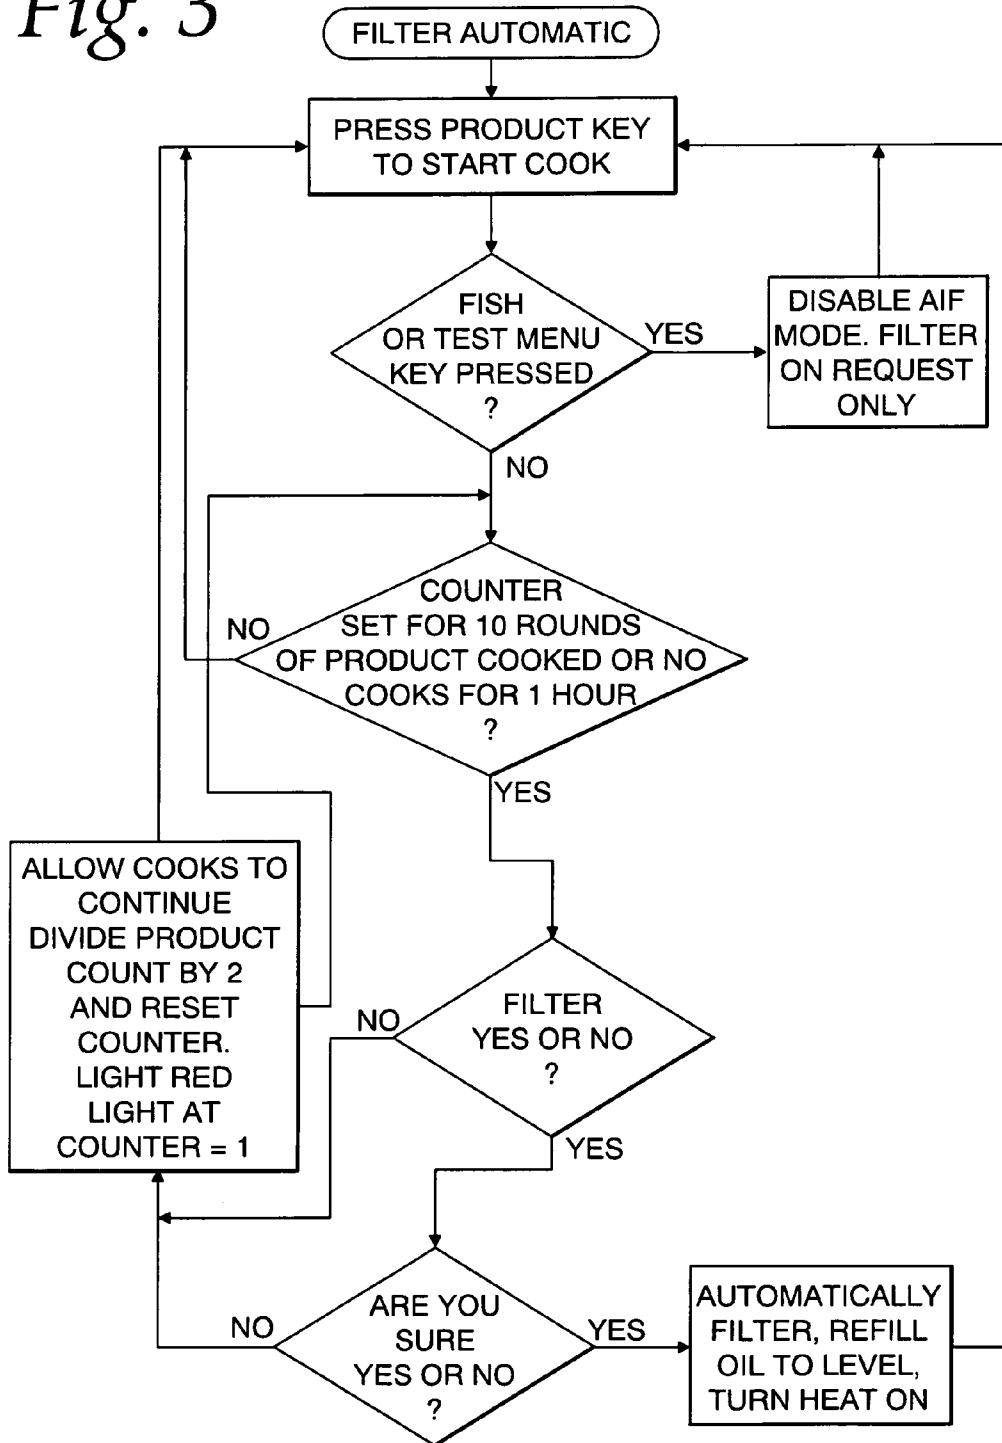 Fig. 3
FILTER AUTOMATIC
PRESS PRODUCT KEY
TO START COOK
FISH
OR TEST MENU
KEY PRESSED
?
YES
DISABLE AIF
MODE. FILTER
ON REQUEST
ONLY
NO
COUNTER
SET FOR 10 ROUNDS
OF PRODUCT COOKED OR NO
COOKS FOR 1 HOUR
?
NO
YES
ALLOW COOKS TO
CONTINUE
DIVIDE PRODUCT
COUNT BY 2
AND RESET
COUNTER.
LIGHT RED
LIGHT AT
COUNTER = 1
FILTER
YES OR NO
?
NO
YES
ARE YOU
SURE
YES OR NO
?
NO
YES
AUTOMATICALLY
FILTER, REFILL
OIL TO LEVEL,
TURN HEAT ON